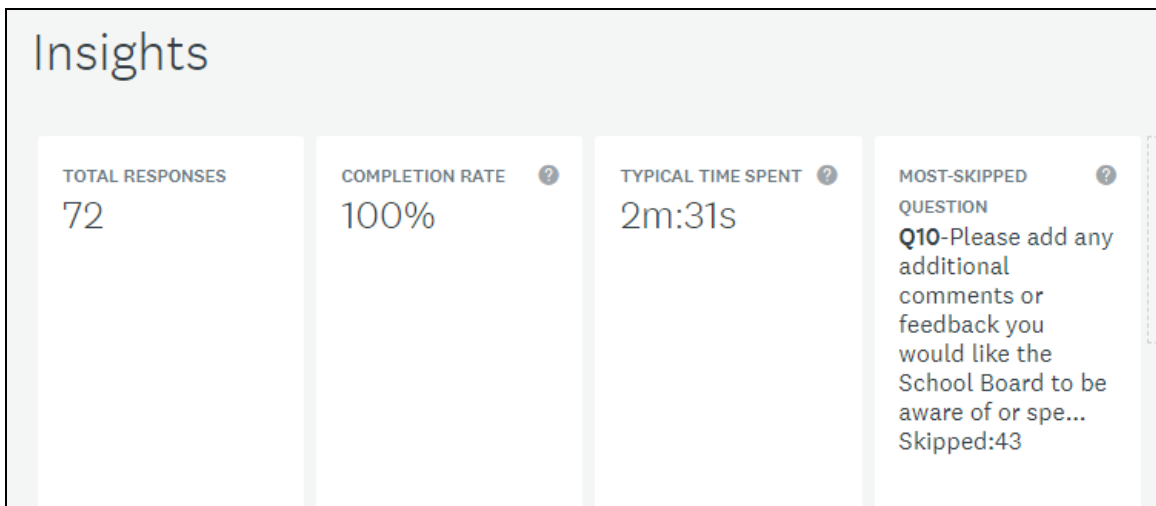 Insights
TOTAL RESPONSES
72
COMPLETION RATE
100%
TYPICAL TIME SPENT
2m:31s
MOST-SKIPPED
QUESTION
Q10-Please add any
additional
comments or
feedback you
would like the
School Board to be
aware of or spe...
Skipped:43